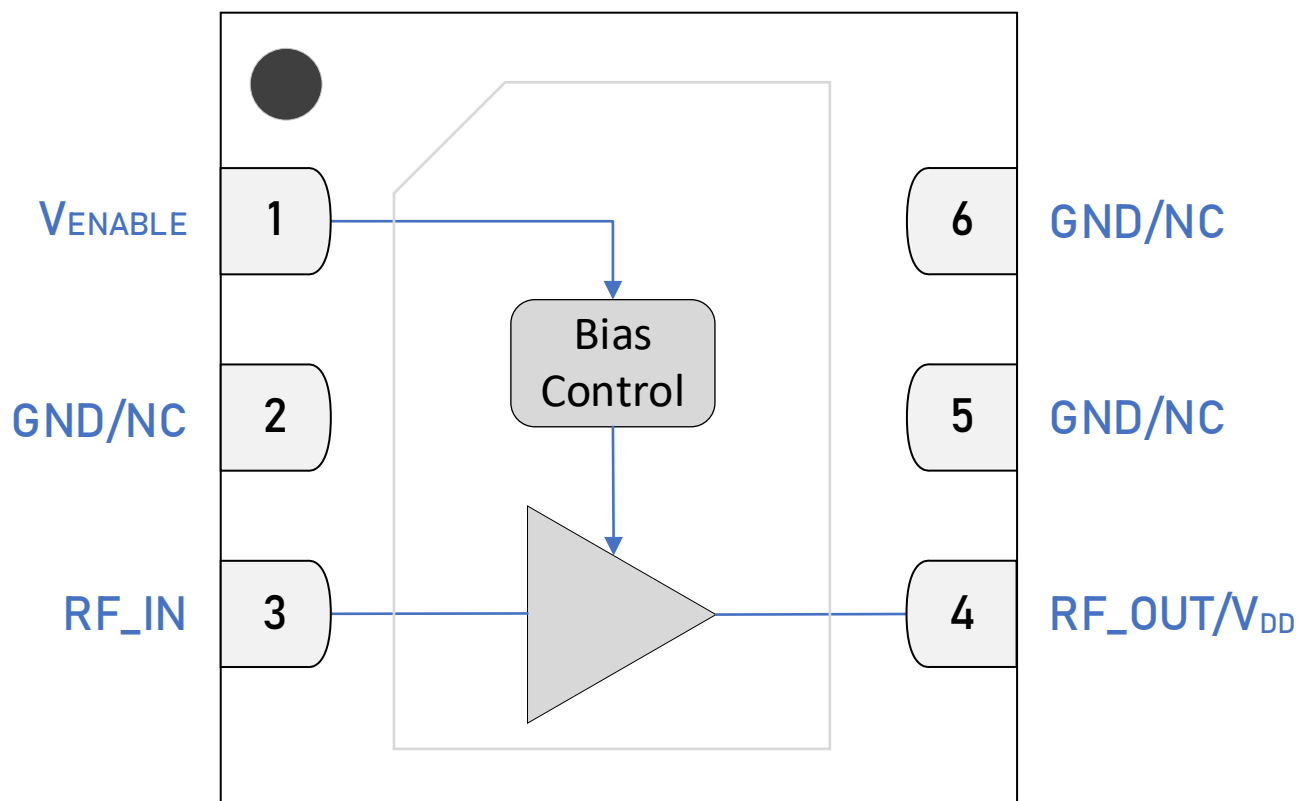 VENABLE
1
6
GND/NC
Bias
Control
GND/NC
2
5
GND/NC
RF_IN
3
4
RF_OUT/VDD